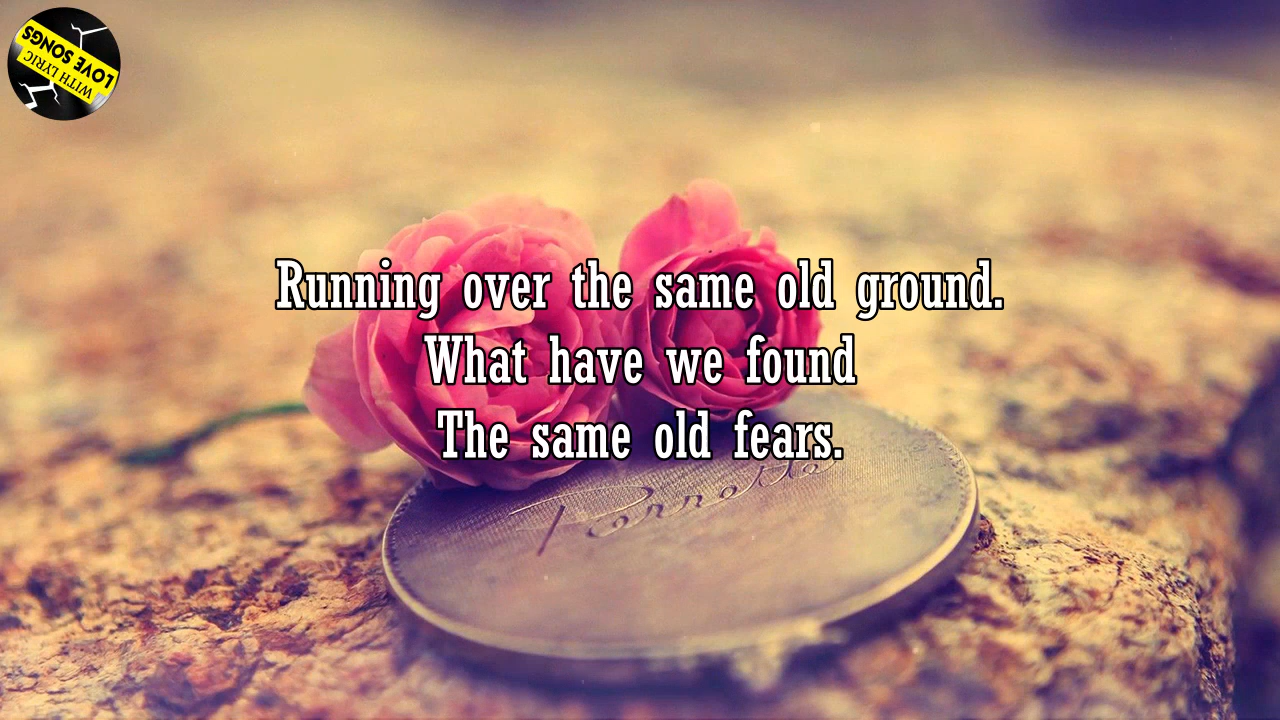 LOVE SONGS
WITH LYRIC
Running over the same old ground.
What have we found
The same old fears.